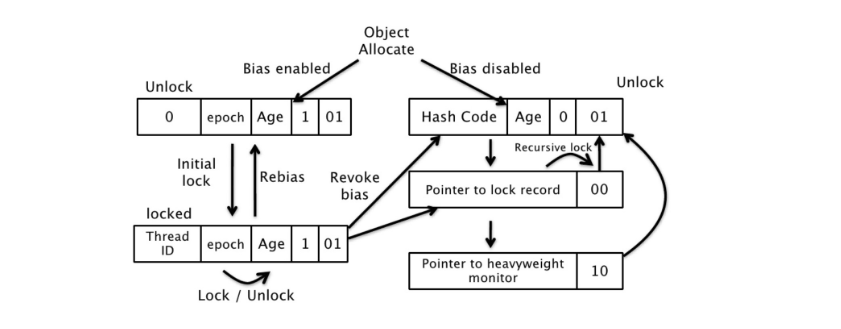 Object
Allocate
Bias enabled
Bias disabled
Unlock
Unlock
0 epoch Age 1 01
Hash Code Age 0 01
Initial
lock
Rebias
Revoke
bias
Recursive lock
Pointer to lock record 00
locked
Thread
ID
epoch Age 1 01
Lock / Unlock
Pointer to heavyweight
monitor
10